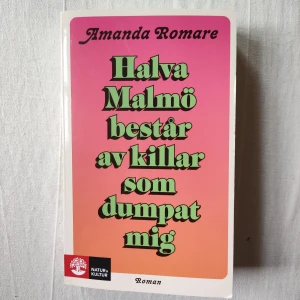 Amanda Romare
Halva
Malmö
består
av killar
som
dumpat
mig
NATUR &
KULTUR
Roman